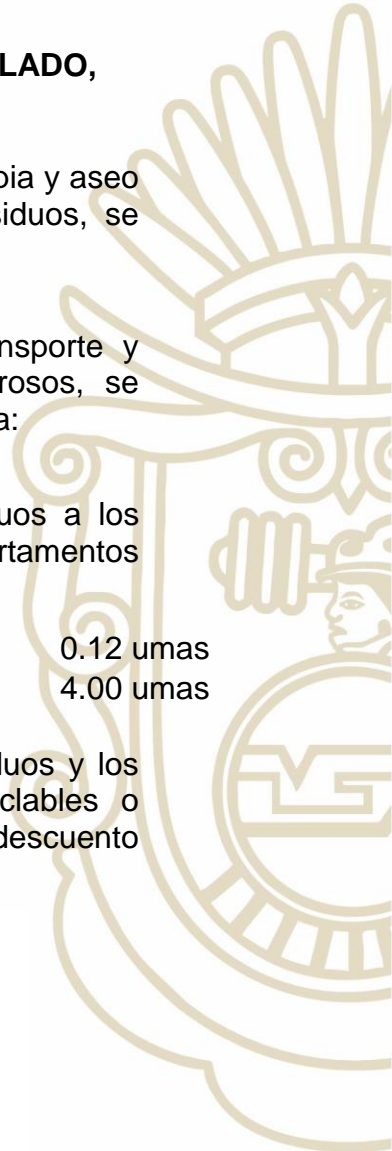 LADO,
pia y aseo
siduos, se
nsporte y
rosos, se
a:
uos a los
artamentos
0.12 umas
4.00 umas
duos y los
clables o
descuento